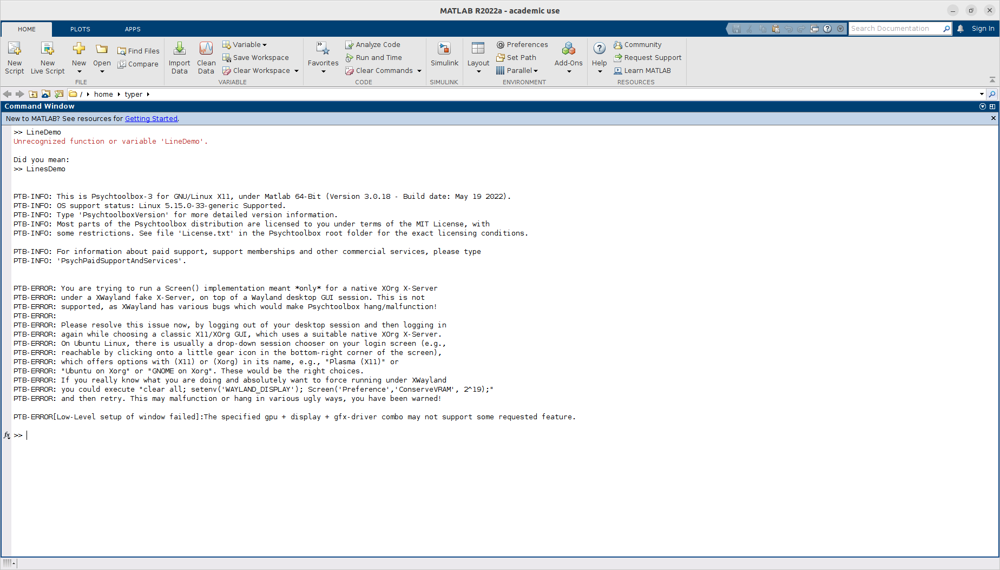 MATLAB R2022a - academic use
HOME PLOTS APPS
Search Documentation Sign In
New Script
New Live Script
New
Open
Find Files
Compare
FILE
Import Data
Clean Data
Variable
Save Workspace
Clear Workspace
VARIABLE
Favorites
Analyze Code
Run and Time
Clear Commands
CODE
Simulink
SIMULINK
Layout
Preferences
Set Path
Parallel
Add-Ons
ENVIRONMENT
Help
Community
Request Support
Learn MATLAB
RESOURCES
/ home typer
Command Window
New to MATLAB? See resources for Getting Started.
>> LineDemo
Unrecognized function or variable 'LineDemo'.
Did you mean:
>> LinesDemo
PTB-INFO: This is Psychtoolbox-3 for GNU/Linux X11, under Matlab 64-Bit (Version 3.0.18 - Build date: May 19 2022).
PTB-INFO: OS support status: Linux 5.15.0-33-generic Supported.
PTB-INFO: Type 'PsychtoolboxVersion' for more detailed version information.
PTB-INFO: Most parts of the Psychtoolbox distribution are licensed to you under terms of the MIT License, with
PTB-INFO: some restrictions. See file 'License.txt' in the Psychtoolbox root folder for the exact licensing conditions.
PTB-INFO: For information about paid support, support memberships and other commercial services, please type
PTB-INFO: 'PsychPaidSupportAndServices'.
PTB-ERROR: You are trying to run a Screen() implementation meant *only* for a native XOrg X-Server
PTB-ERROR: under a XWayland fake X-Server, on top of a Wayland desktop GUI session. This is not
PTB-ERROR: supported, as XWayland has various bugs which would make Psychtoolbox hang/malfunction!
PTB-ERROR:
PTB-ERROR: Please resolve this issue now, by logging out of your desktop session and then logging in
PTB-ERROR: again while choosing a classic X11/XOrg GUI, which uses a suitable native XOrg X-Server.
PTB-ERROR: On Ubuntu Linux, there is usually a drop-down session chooser on your login screen (e.g.,
PTB-ERROR: reachable by clicking onto a little gear icon in the bottom-right corner of the screen),
PTB-ERROR: which offers options with (X11) or (Xorg) in its name, e.g., "Plasma (X11)" or
PTB-ERROR: "Ubuntu on Xorg" or "GNOME on Xorg". These would be the right choices.
PTB-ERROR: If you really know what you are doing and absolutely want to force running under XWayland
PTB-ERROR: you could execute "clear all; setenv('WAYLAND_DISPLAY'); Screen('Preference','ConserveVRAM', 2^19);"
PTB-ERROR: and then retry. This may malfunction or hang in various ugly ways, you have been warned!
PTB-ERROR[Low-Level setup of window failed]:The specified gpu + display + gfx-driver combo may not support some requested feature.
fx >>